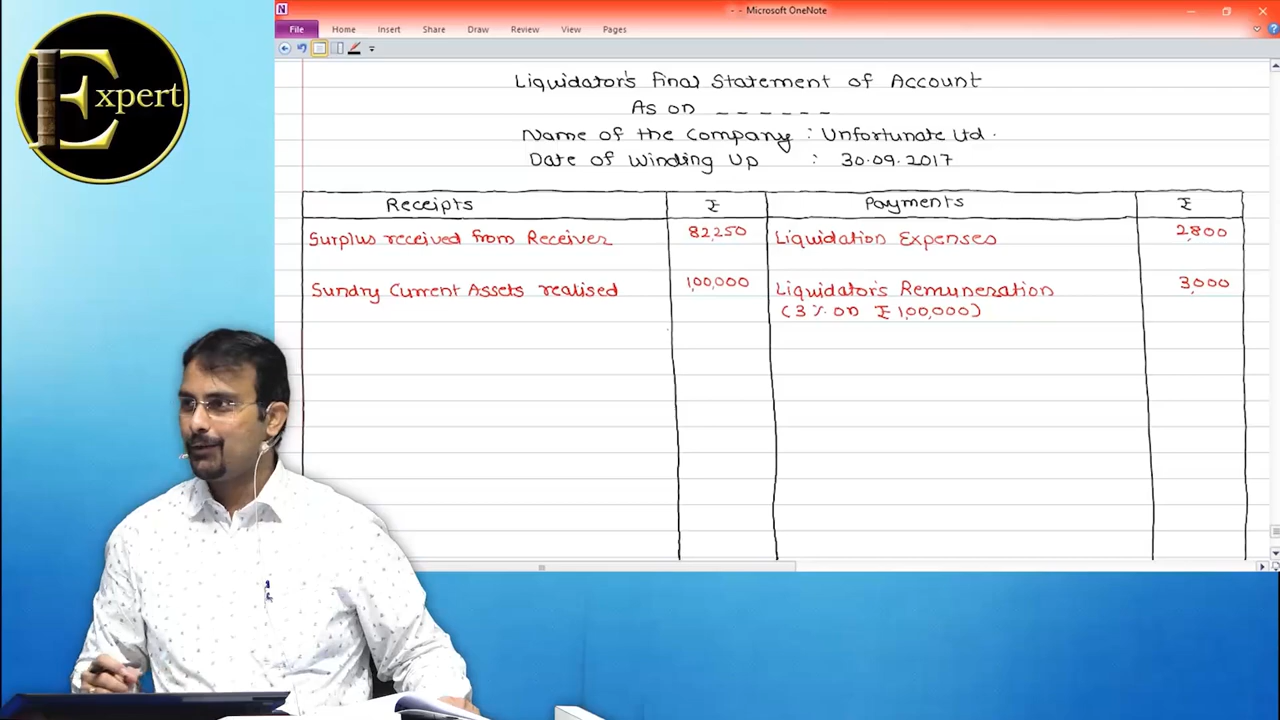 Expert
- - Microsoft OneNote
File Home Insert Share Draw Review View Pages
Liquidator's Final Statement of Account
As on _ _ _ _ _ _
Name of the Company : Unfortunate Ltd.
Date of Winding Up : 30.09.2017
Receipts ₹ Payments ₹
Surplus received from Receiver 82,250 Liquidation Expenses 2,800
Sundry Current Assets realised 1,00,000 Liquidator's Remuneration 3,000
(3% on ₹ 1,00,000)